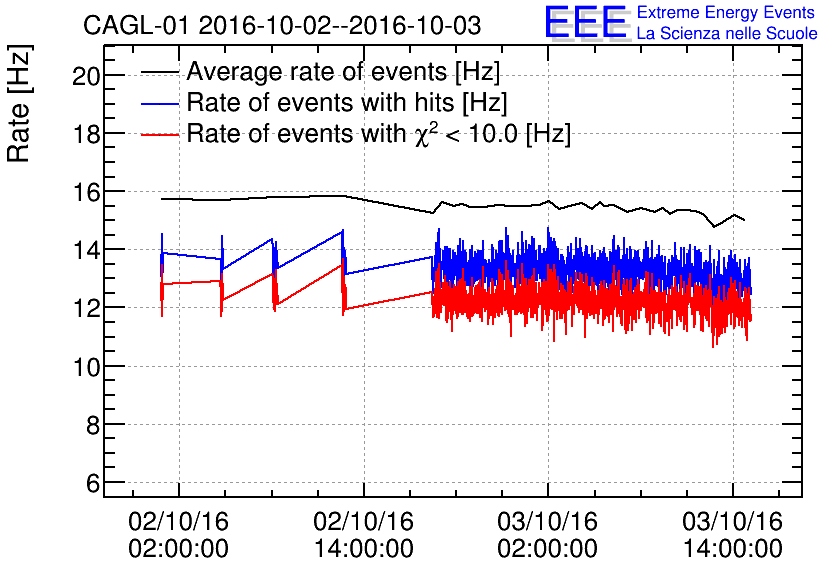 CAGL-01 2016-10-02--2016-10-03
EEE
Extreme Energy Events
La Scienza nelle Scuole
Rate [Hz]
Average rate of events [Hz]
Rate of events with hits [Hz]
Rate of events with χ² < 10.0 [Hz]
20
18
16
14
12
10
8
6
02/10/16
02:00:00
02/10/16
14:00:00
03/10/16
02:00:00
03/10/16
14:00:00